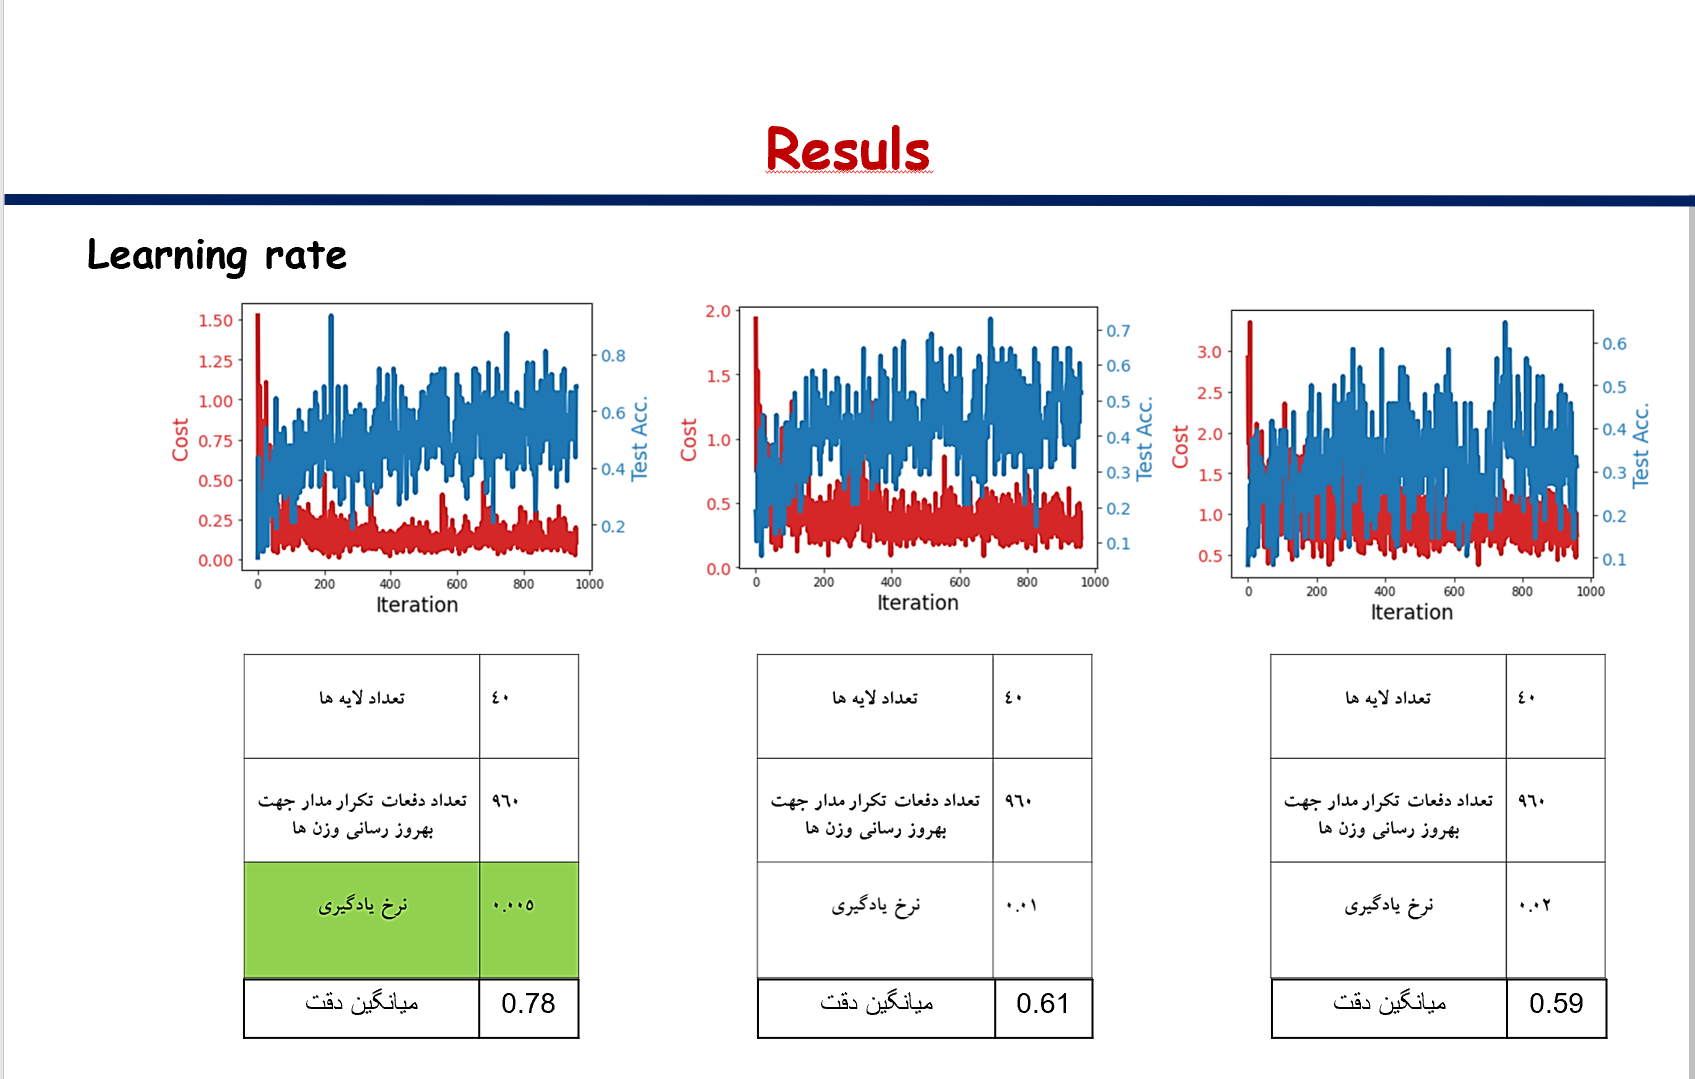 Resuls
Learning rate
1.50
1.25
1.00
0.75
0.50
0.25
0.00
Cost
0.8
0.6
0.4
0.2
Test Acc.
0 200 400 600 800 1000
Iteration
2.0
1.5
1.0
0.5
0.0
Cost
0.7
0.6
0.5
0.4
0.3
0.2
0.1
Test Acc.
0 200 400 600 800 1000
Iteration
3.0
2.5
2.0
1.5
1.0
0.5
Cost
0.6
0.5
0.4
0.3
0.2
0.1
Test Acc.
0 200 400 600 800 1000
Iteration
تعداد لایه ها ٤٠
تعداد دفعات تکرار مدار جهت
بهروز رسانی وزن ها ٩٦٠
نرخ یادگیری ٠.٠٠٥
میانگین دقت 0.78
تعداد لایه ها ٤٠
تعداد دفعات تکرار مدار جهت
بهروز رسانی وزن ها ٩٦٠
نرخ یادگیری ٠.٠١
میانگین دقت 0.61
تعداد لایه ها ٤٠
تعداد دفعات تکرار مدار جهت
بهروز رسانی وزن ها ٩٦٠
نرخ یادگیری ٠.٠٢
میانگین دقت 0.59